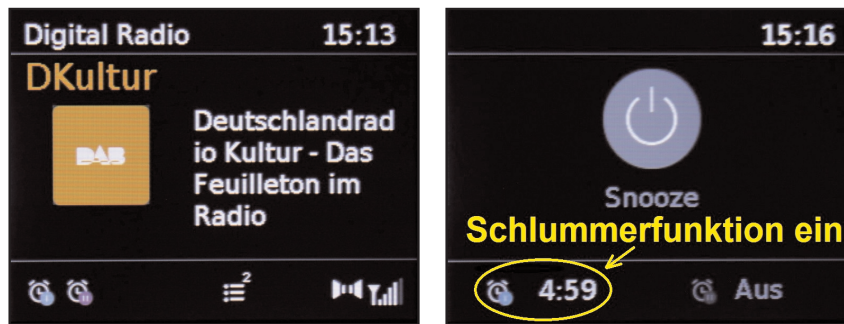 Digital Radio 15:13
DKultur
DAB
Deutschlandrad
io Kultur - Das
Feuilleton im
Radio
2
15:16
Snooze
Schlummerfunktion ein
4:59 Aus